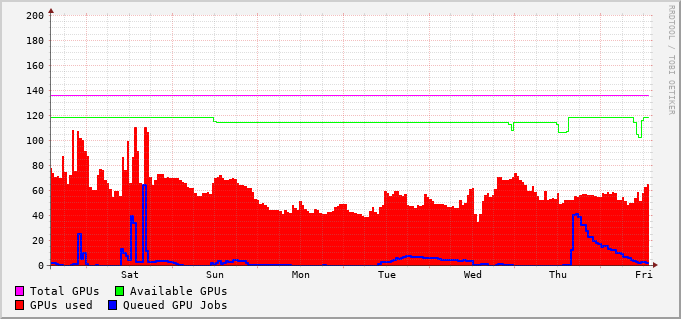 200
180
160
140
120
100
80
60
40
20
0
Sat Sun Mon Tue Wed Thu Fri
Total GPUs Available GPUs
GPUs used Queued GPU Jobs
RRDTOOL / TOBI OETIKER